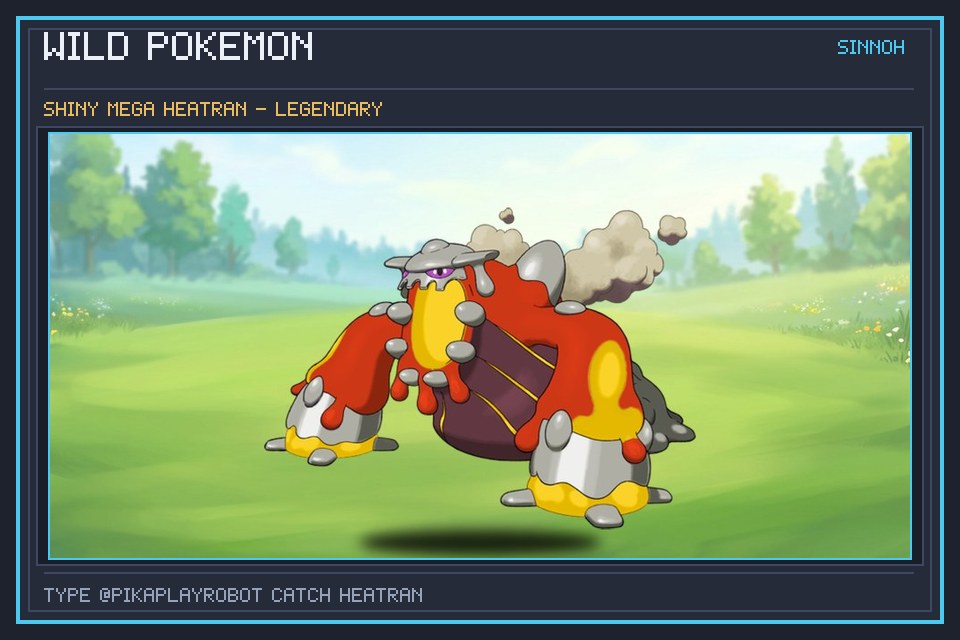 WILD POKEMON
SINNOH
SHINY MEGA HEATRAN - LEGENDARY
TYPE @PIKAPLAYROBOT CATCH HEATRAN